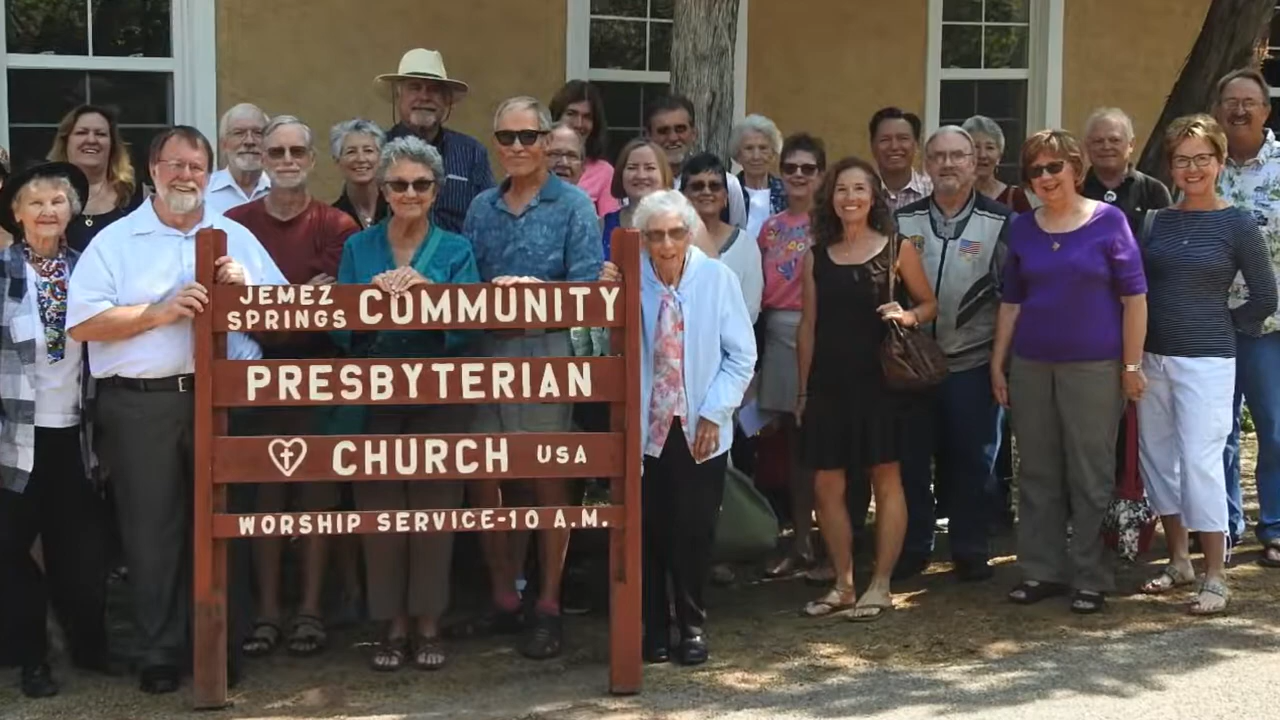 JEMEZ SPRINGS COMMUNITY
PRESBYTERIAN
CHURCH USA
WORSHIP SERVICE-10 A.M.